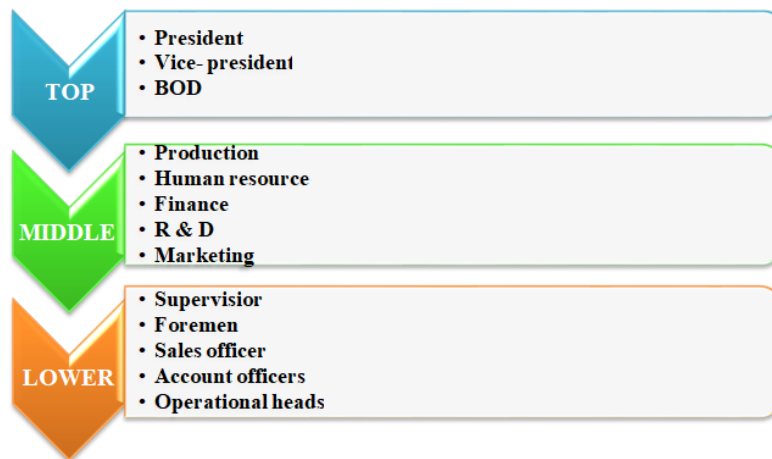 TOP
• President
• Vice- president
• BOD
MIDDLE
• Production
• Human resource
• Finance
• R & D
• Marketing
LOWER
• Supervisior
• Foremen
• Sales officer
• Account officers
• Operational heads